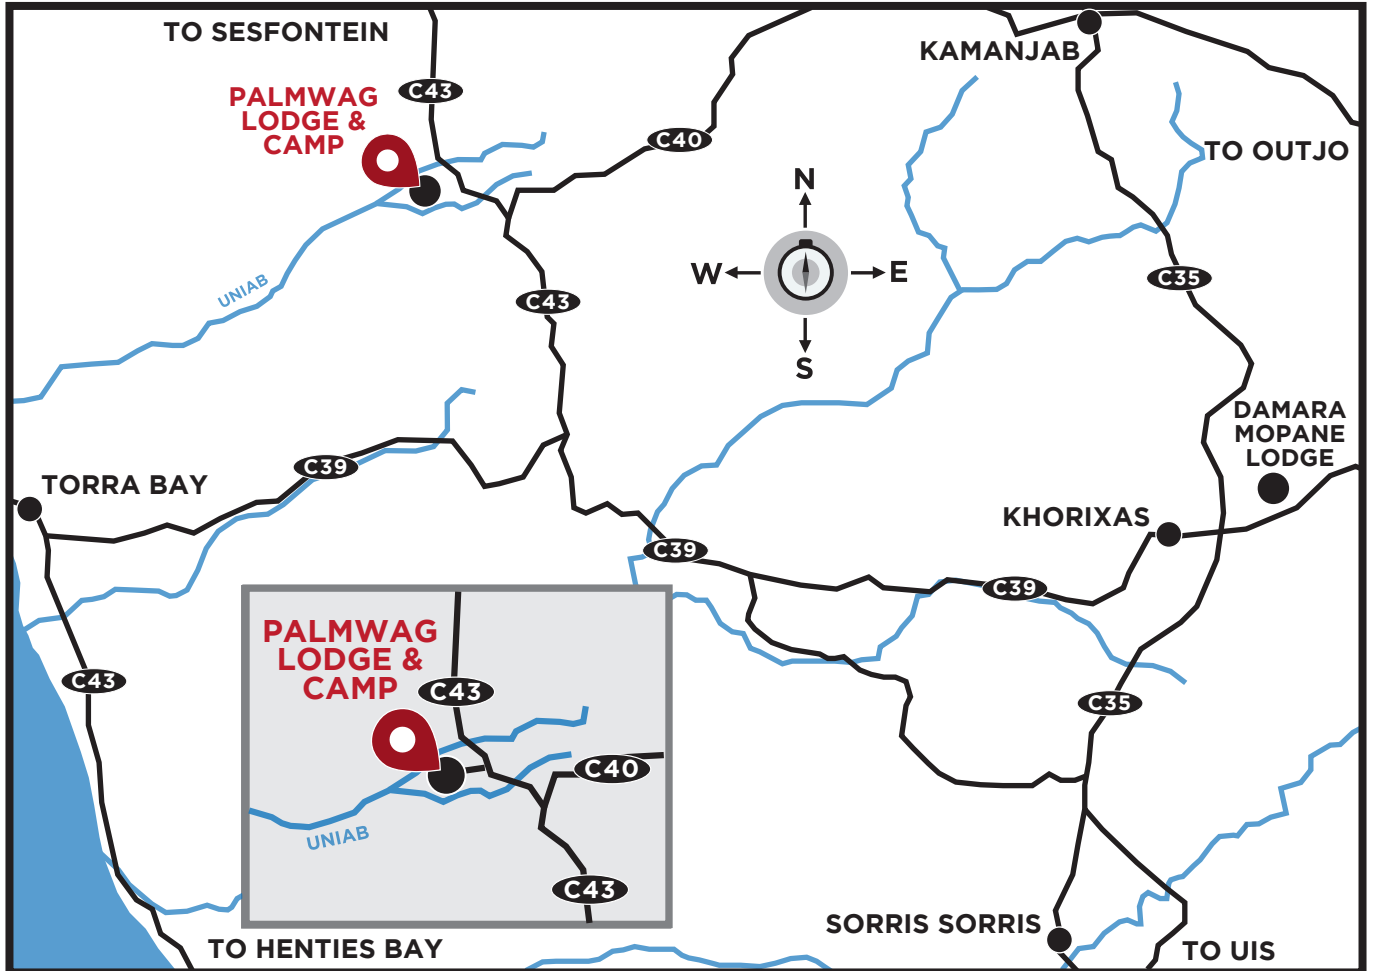 TO SESFONTEIN
KAMANJAB
C43
PALMWAG
LODGE &
CAMP
C40
TO OUTJO
N
W
E
S
UNIAB
C43
C35
DAMARA
MOPANE
LODGE
C39
TORRA BAY
KHORIXAS
C39
C39
PALMWAG
LODGE &
CAMP
C43
C43
C35
C40
UNIAB
C43
SORRIS SORRIS
TO HENTIES BAY
TO UIS